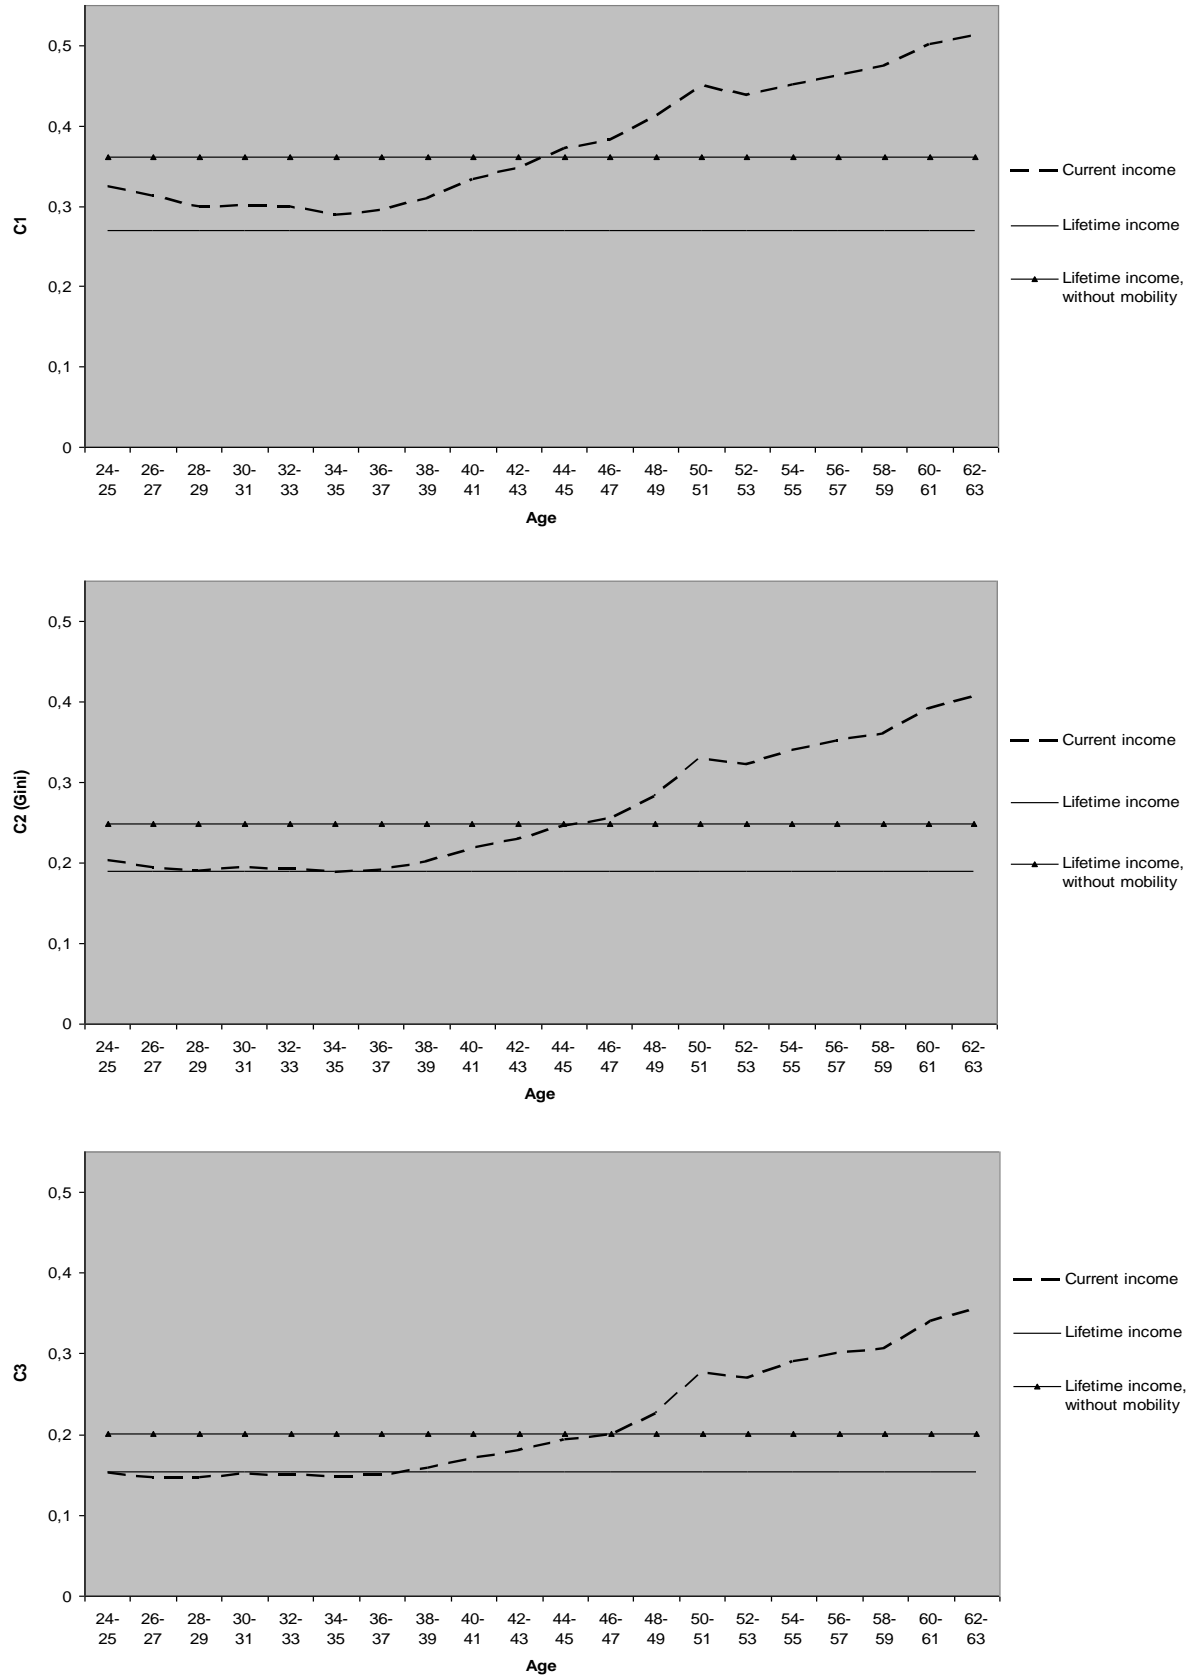 0,5
0,4
0,3
0,2
0,1
0
C1
24-25 26-27 28-29 30-31 32-33 34-35 36-37 38-39 40-41 42-43 44-45 46-47 48-49 50-51 52-53 54-55 56-57 58-59 60-61 62-63
Age
Current income
Lifetime income
Lifetime income,
without mobility
0,5
0,4
0,3
0,2
0,1
0
C2 (Gini)
24-25 26-27 28-29 30-31 32-33 34-35 36-37 38-39 40-41 42-43 44-45 46-47 48-49 50-51 52-53 54-55 56-57 58-59 60-61 62-63
Age
Current income
Lifetime income
Lifetime income,
without mobility
0,5
0,4
0,3
0,2
0,1
0
C3
24-25 26-27 28-29 30-31 32-33 34-35 36-37 38-39 40-41 42-43 44-45 46-47 48-49 50-51 52-53 54-55 56-57 58-59 60-61 62-63
Age
Current income
Lifetime income
Lifetime income,
without mobility